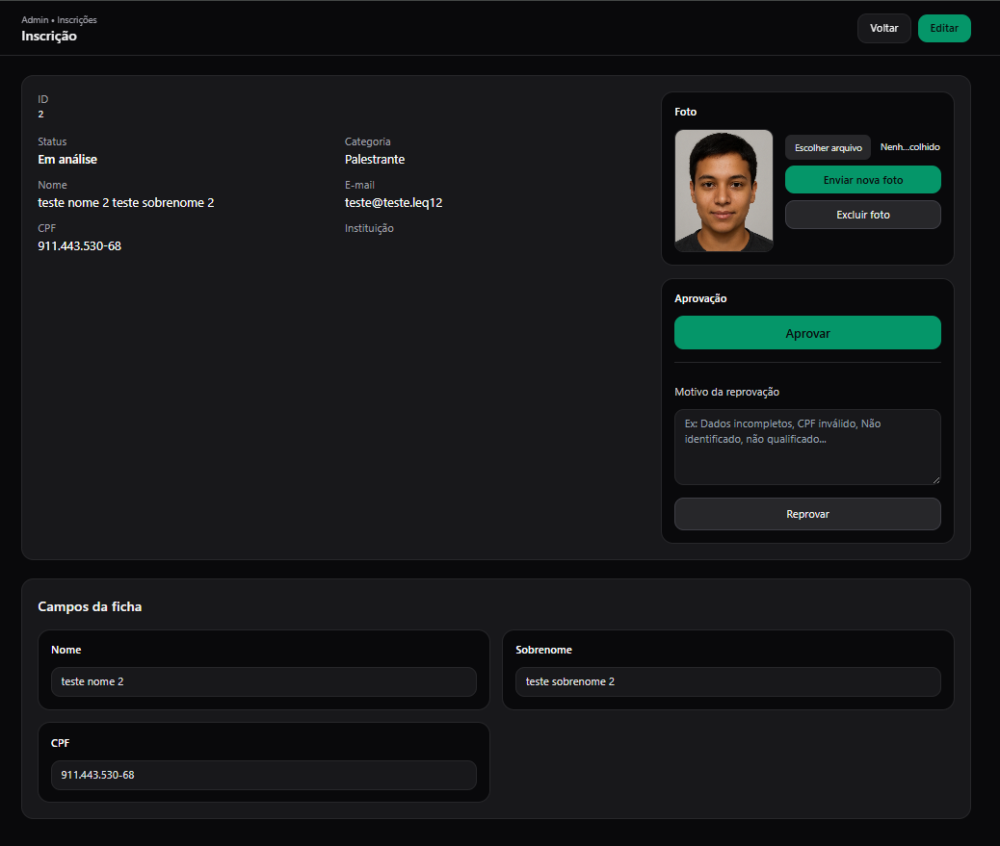 Admin • Inscrições
Inscrição
Voltar
Editar
ID
2
Status
Em análise
Categoria
Palestrante
Nome
teste nome 2 teste sobrenome 2
E-mail
teste@teste.leq12
CPF
911.443.530-68
Instituição
Foto
Escolher arquivo
Nenh...colhido
Enviar nova foto
Excluir foto
Aprovação
Aprovar
Motivo da reprovação
Ex: Dados incompletos, CPF inválido, Não
identificado, não qualificado...
Reprovar
Campos da ficha
Nome
teste nome 2
Sobrenome
teste sobrenome 2
CPF
911.443.530-68